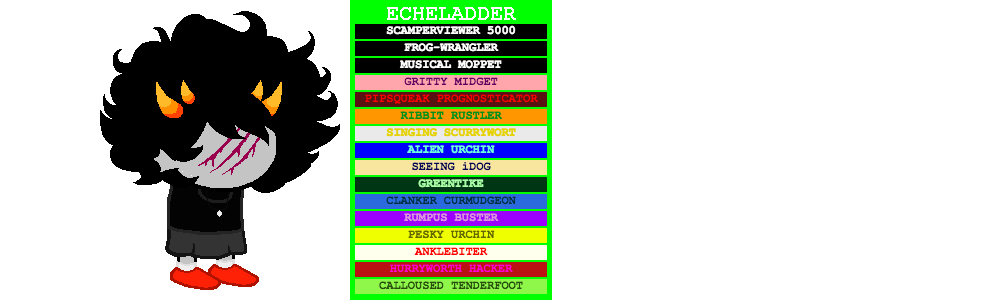 ECHELADDER
SCAMPERVIEWER 5000
FROG-WRANGLER
MUSICAL MOPPET
GRITTY MIDGET
PIPSQUEAK PROGNOSTICATOR
RIBBIT RUSTLER
SINGING SCURRYWORT
ALIEN URCHIN
SEEING iDOG
GREENTIKE
CLANKER CURMUDGEON
RUMPUS BUSTER
PESKY URCHIN
ANKLEBITER
HURRYWORTH HACKER
CALLOUSED TENDERFOOT